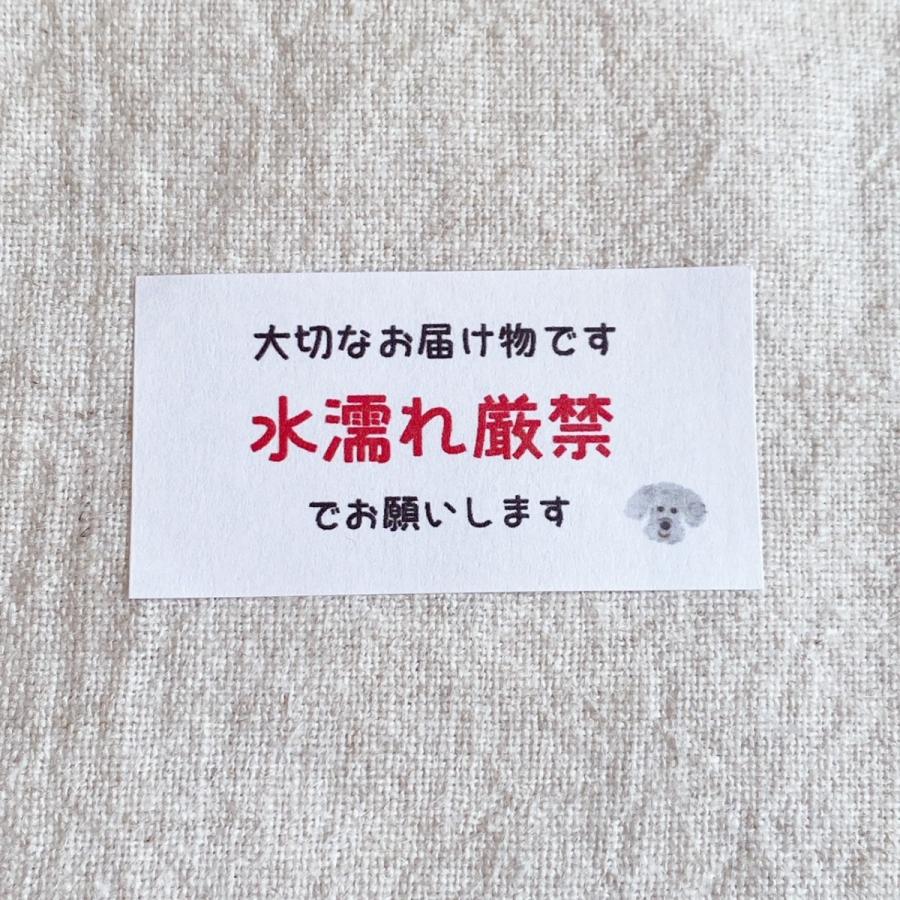 大切なお届け物です
水濡れ厳禁
でお願いします